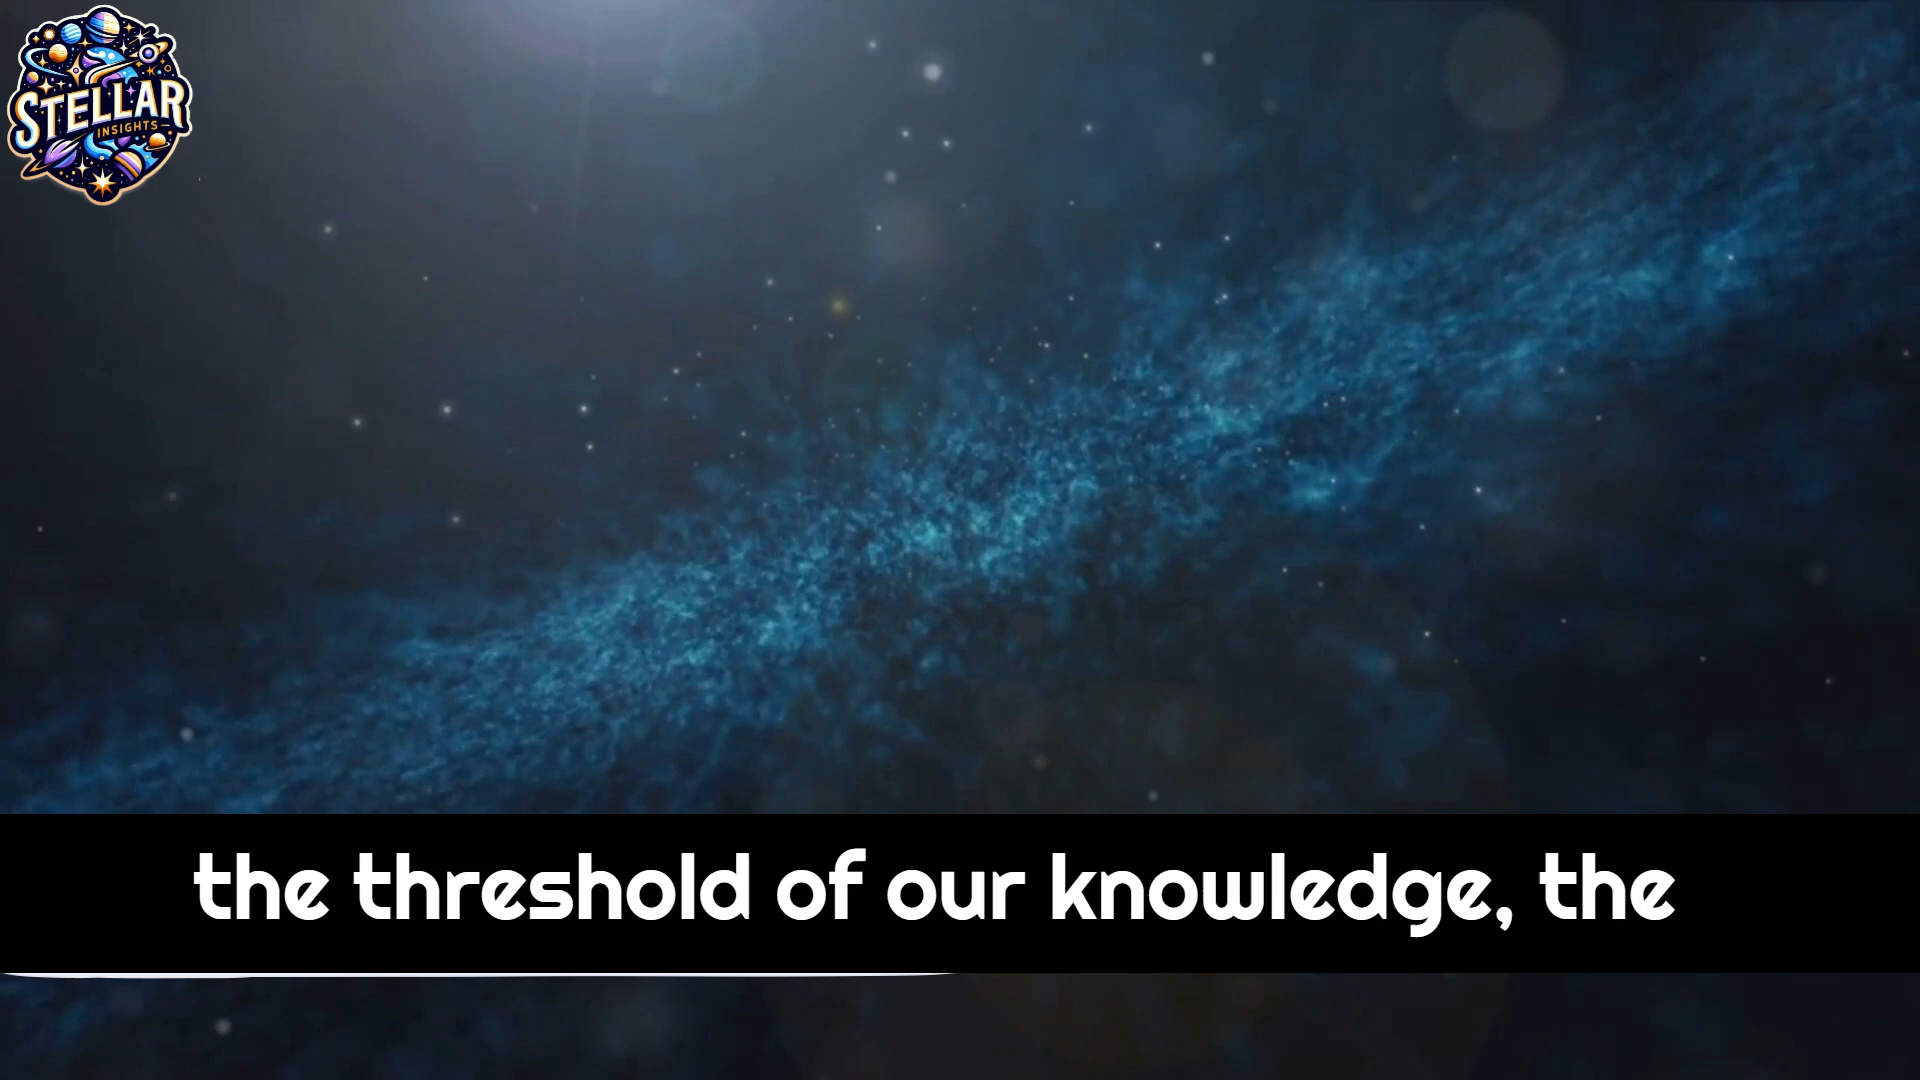 STELLAR
INSIGHTS
the threshold of our knowledge, the